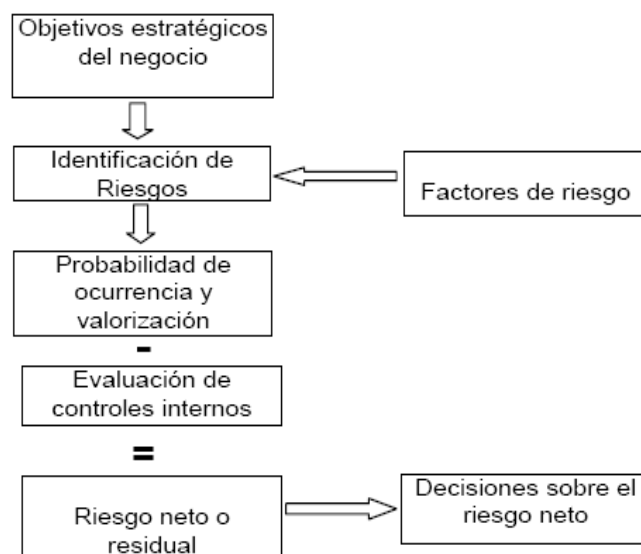 Objetivos estratégicos
del negocio
Identificación de
Riesgos
Factores de riesgo
Probabilidad de
ocurrencia y
valorización
-
Evaluación de
controles internos
=
Riesgo neto o
residual
Decisiones sobre el
riesgo neto